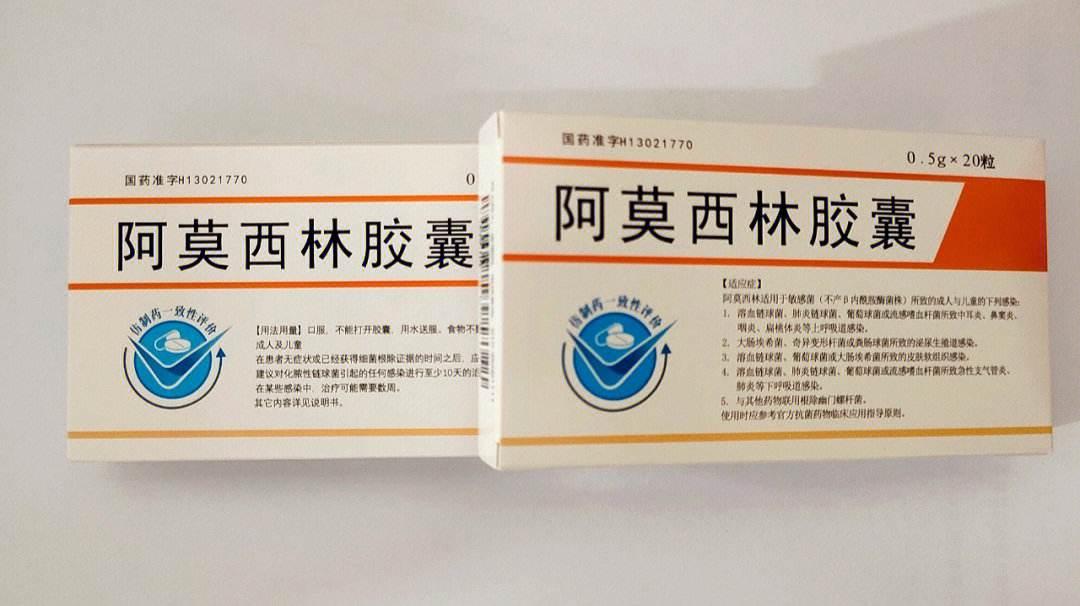 国药准字H13021770
0
阿莫西林胶囊
仿制药一致性评价
【用法用量】口服，不能打开胶囊，用水送服。食物不
成人及儿童
在患者无症状或已经获得细菌根除证据的时间之后，应
建议对化脓性链球菌引起的任何感染进行至少10天的治
在某些感染中，治疗可能需要数周。
其它内容详见说明书。
国药准字H13021770
0.5g×20粒
阿莫西林胶囊
仿制药一致性评价
【适应症】
阿莫西林适用于敏感菌（不产β内酰胺酶菌株）所致的成人与儿童的下列感染:
1. 溶血链球菌、肺炎链球菌、葡萄球菌或流感嗜血杆菌所致中耳炎、鼻窦炎、
咽炎、扁桃体炎等上呼吸道感染。
2. 大肠埃希菌、奇异变形杆菌或粪肠球菌所致的泌尿生殖道感染。
3. 溶血链球菌、葡萄球菌或大肠埃希菌所致的皮肤软组织感染。
4. 溶血链球菌、肺炎链球菌、葡萄球菌或流感嗜血杆菌所致急性支气管炎、
肺炎等下呼吸道感染。
5. 与其他药物联用根除幽门螺杆菌。
使用时应参考官方抗菌药物临床应用指导原则。